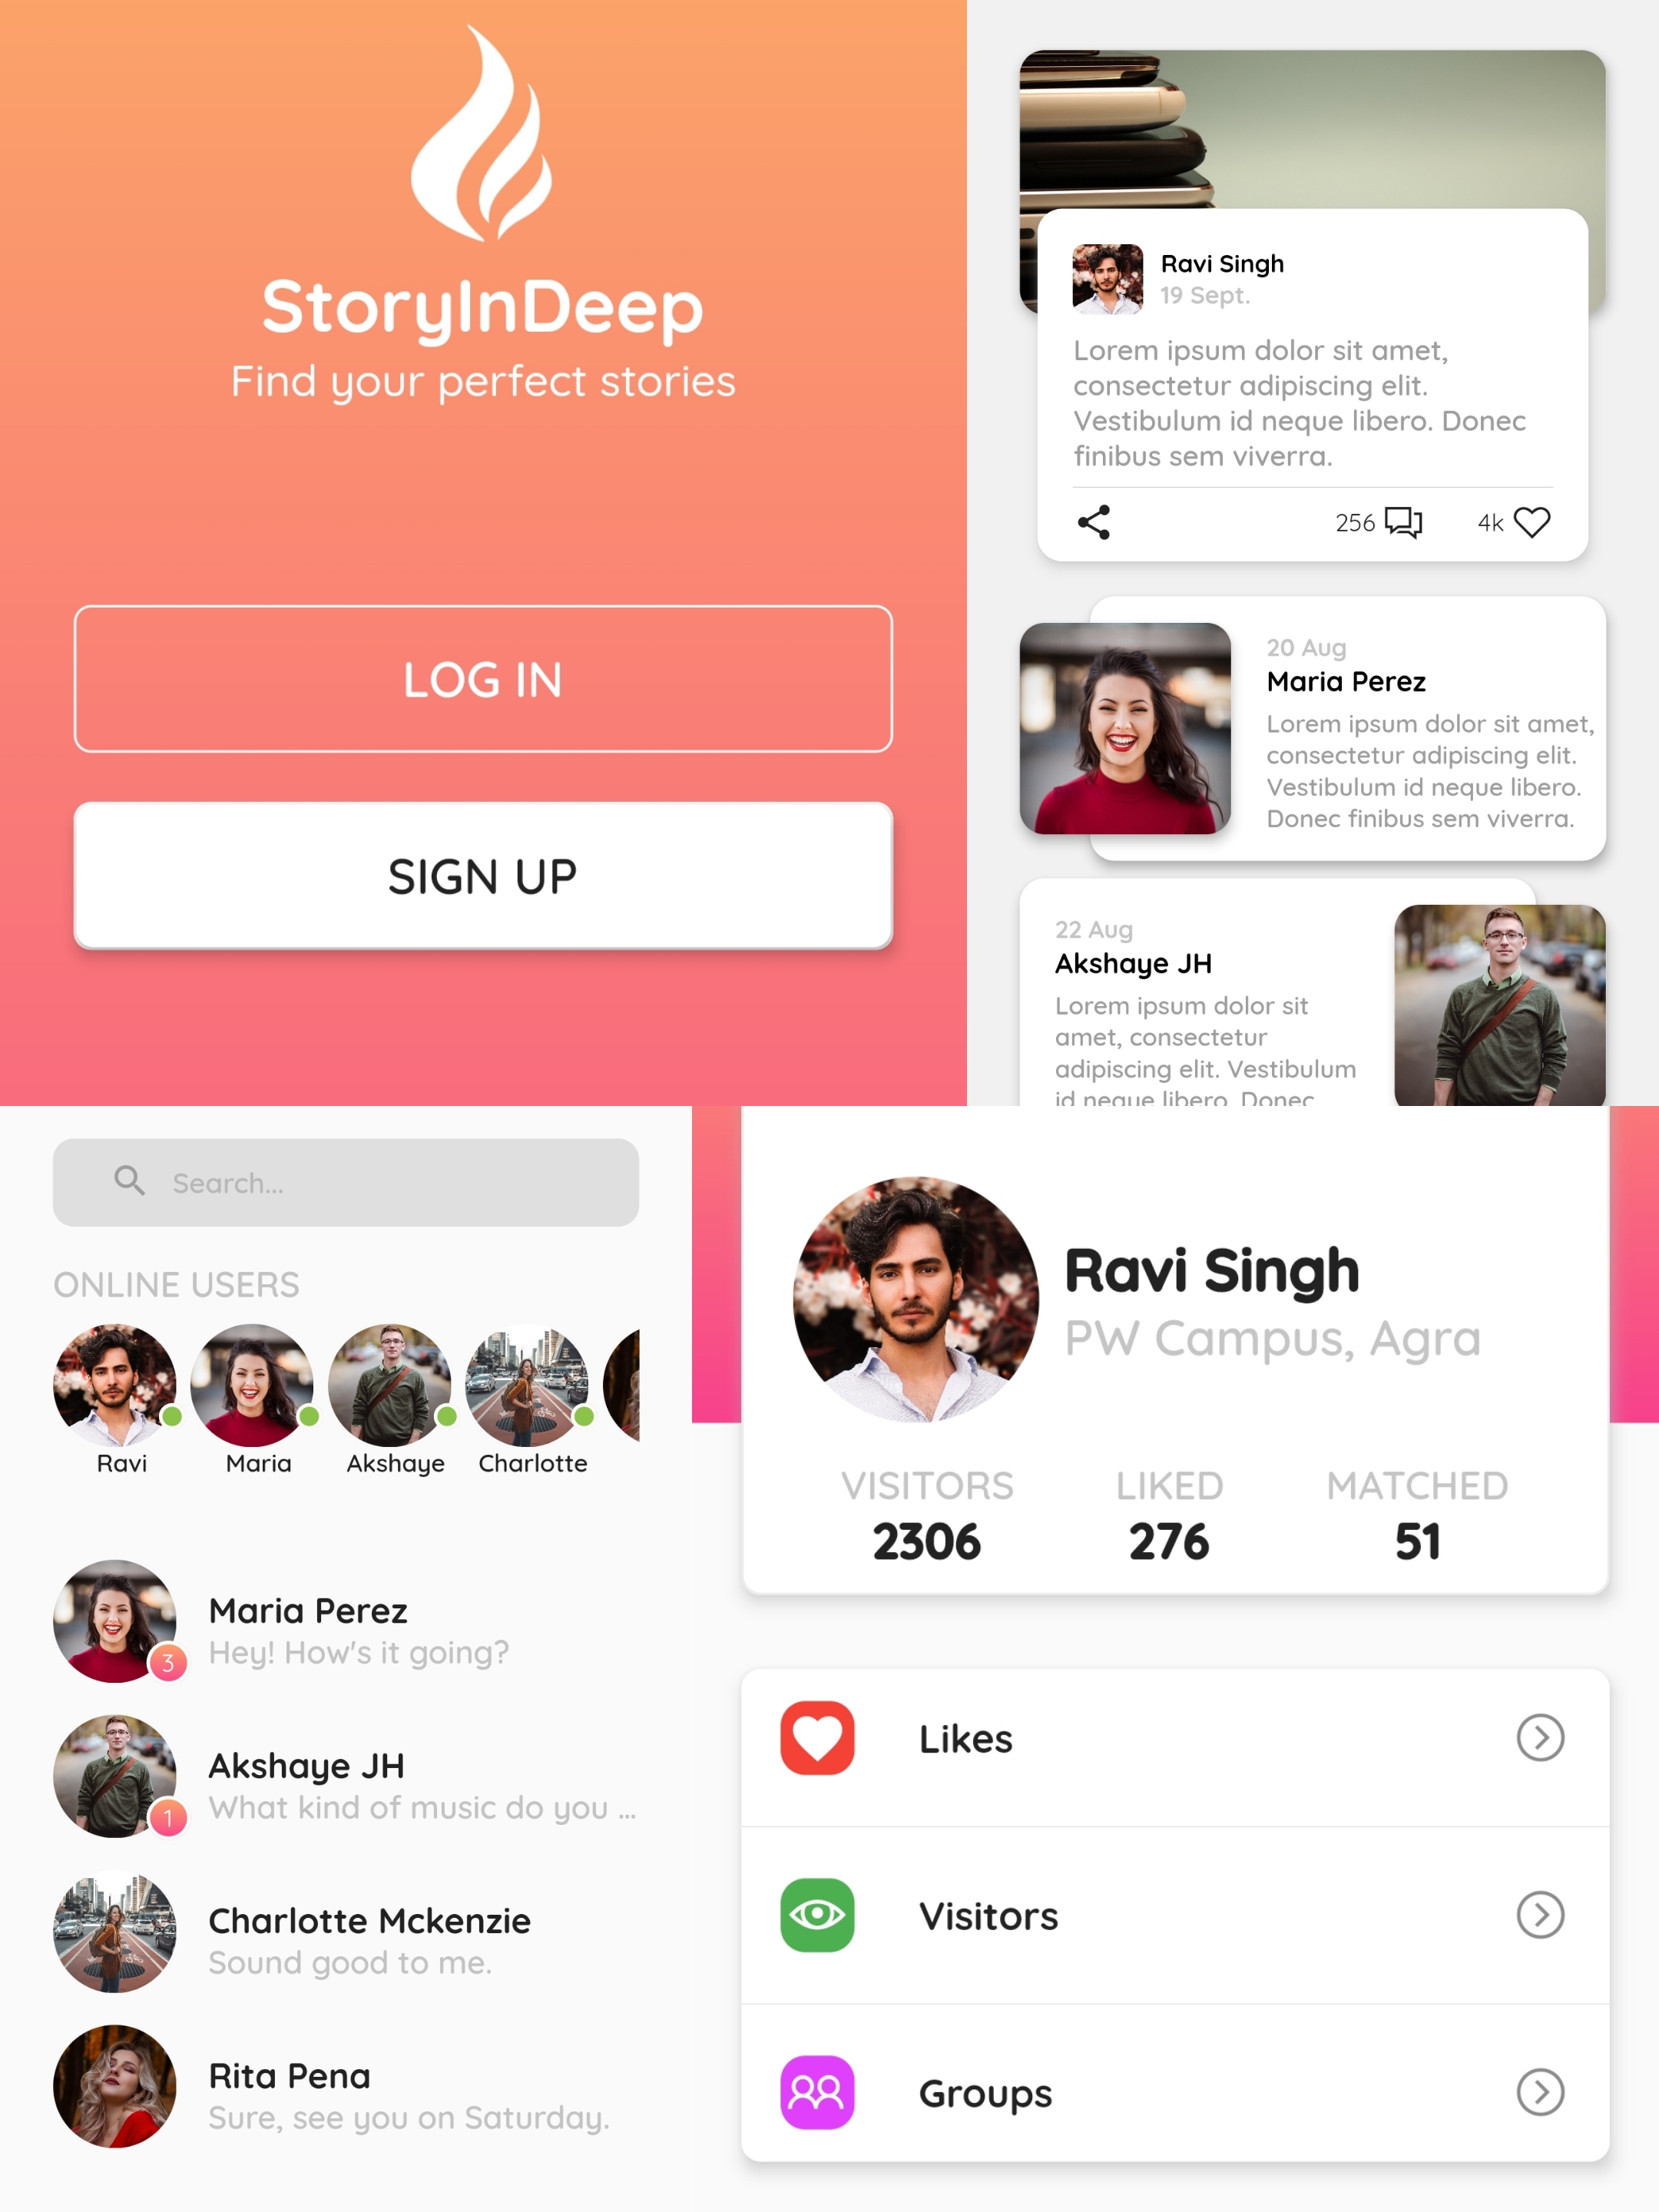 StoryInDeep
Find your perfect stories
LOG IN
SIGN UP
Ravi Singh
19 Sept.
Lorem ipsum dolor sit amet,
consectetur adipiscing elit.
Vestibulum id neque libero. Donec
finibus sem viverra.
256
4k
20 Aug
Maria Perez
Lorem ipsum dolor sit amet,
consectetur adipiscing elit.
Vestibulum id neque libero.
Donec finibus sem viverra.
22 Aug
Akshaye JH
Lorem ipsum dolor sit
amet, consectetur
adipiscing elit. Vestibulum
id neque libero. Donec
Search...
ONLINE USERS
Ravi
Maria
Akshaye
Charlotte
Maria Perez
Hey! How's it going?
3
Akshaye JH
What kind of music do you ...
1
Charlotte Mckenzie
Sound good to me.
Rita Pena
Sure, see you on Saturday.
Ravi Singh
PW Campus, Agra
VISITORS LIKED MATCHED
2306 276 51
Likes
Visitors
Groups